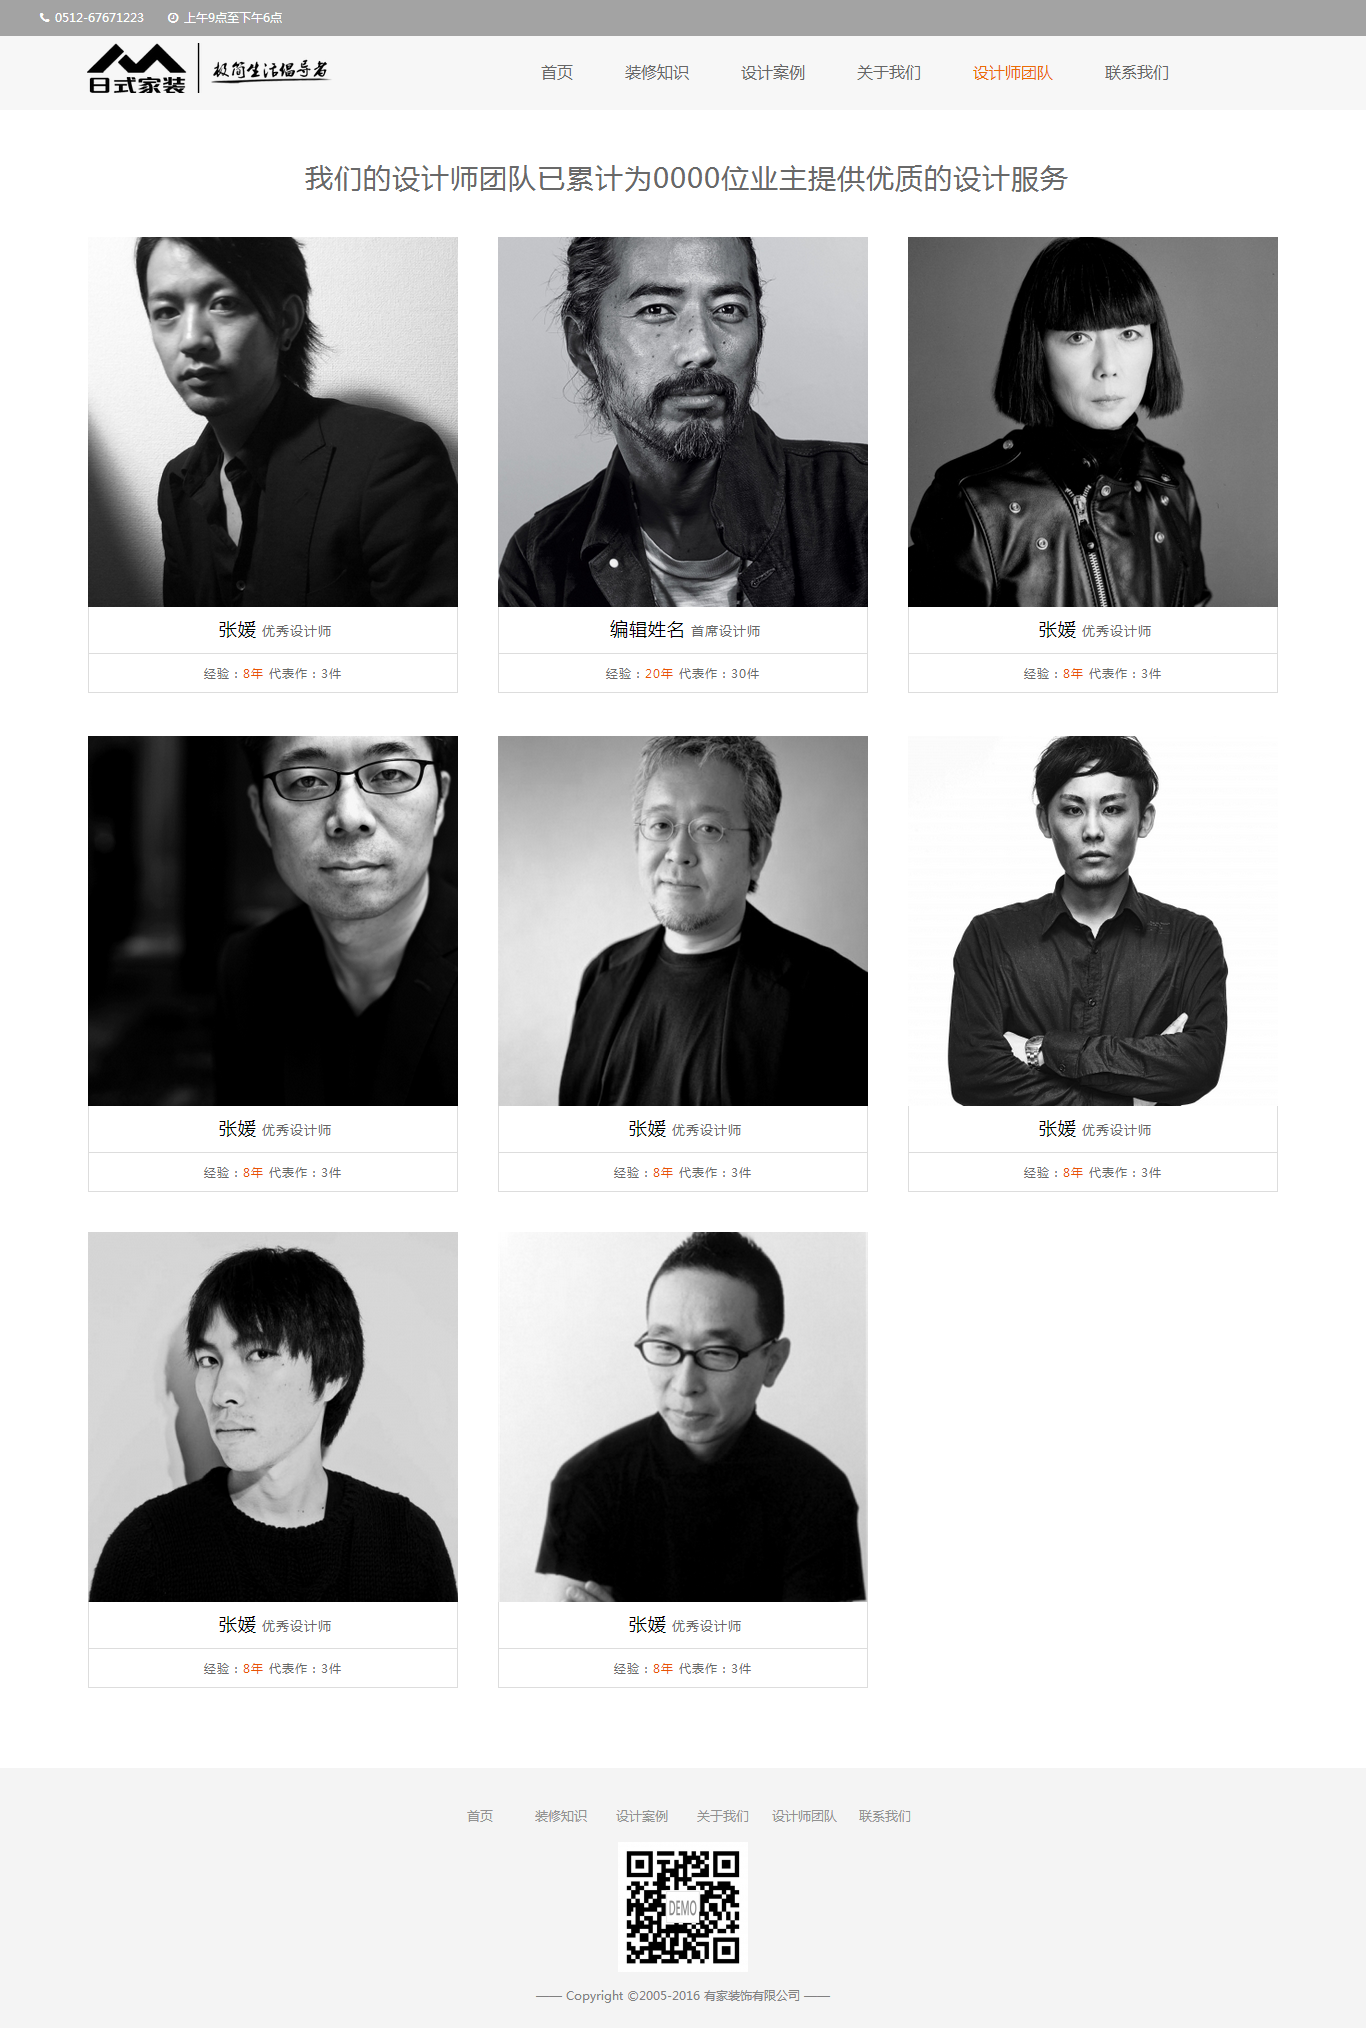 0512-67671223 上午9点至下午6点
日式家装 极简生活倡导者
首页 装修知识 设计案例 关于我们 设计师团队 联系我们
我们的设计师团队已累计为0000位业主提供优质的设计服务
张媛 优秀设计师
经验：8年 代表作：3件
编辑姓名 首席设计师
经验：20年 代表作：30件
张媛 优秀设计师
经验：8年 代表作：3件
张媛 优秀设计师
经验：8年 代表作：3件
张媛 优秀设计师
经验：8年 代表作：3件
张媛 优秀设计师
经验：8年 代表作：3件
张媛 优秀设计师
经验：8年 代表作：3件
张媛 优秀设计师
经验：8年 代表作：3件
首页 装修知识 设计案例 关于我们 设计师团队 联系我们
DEMO
—— Copyright ©2005-2016 有家装饰有限公司 ——